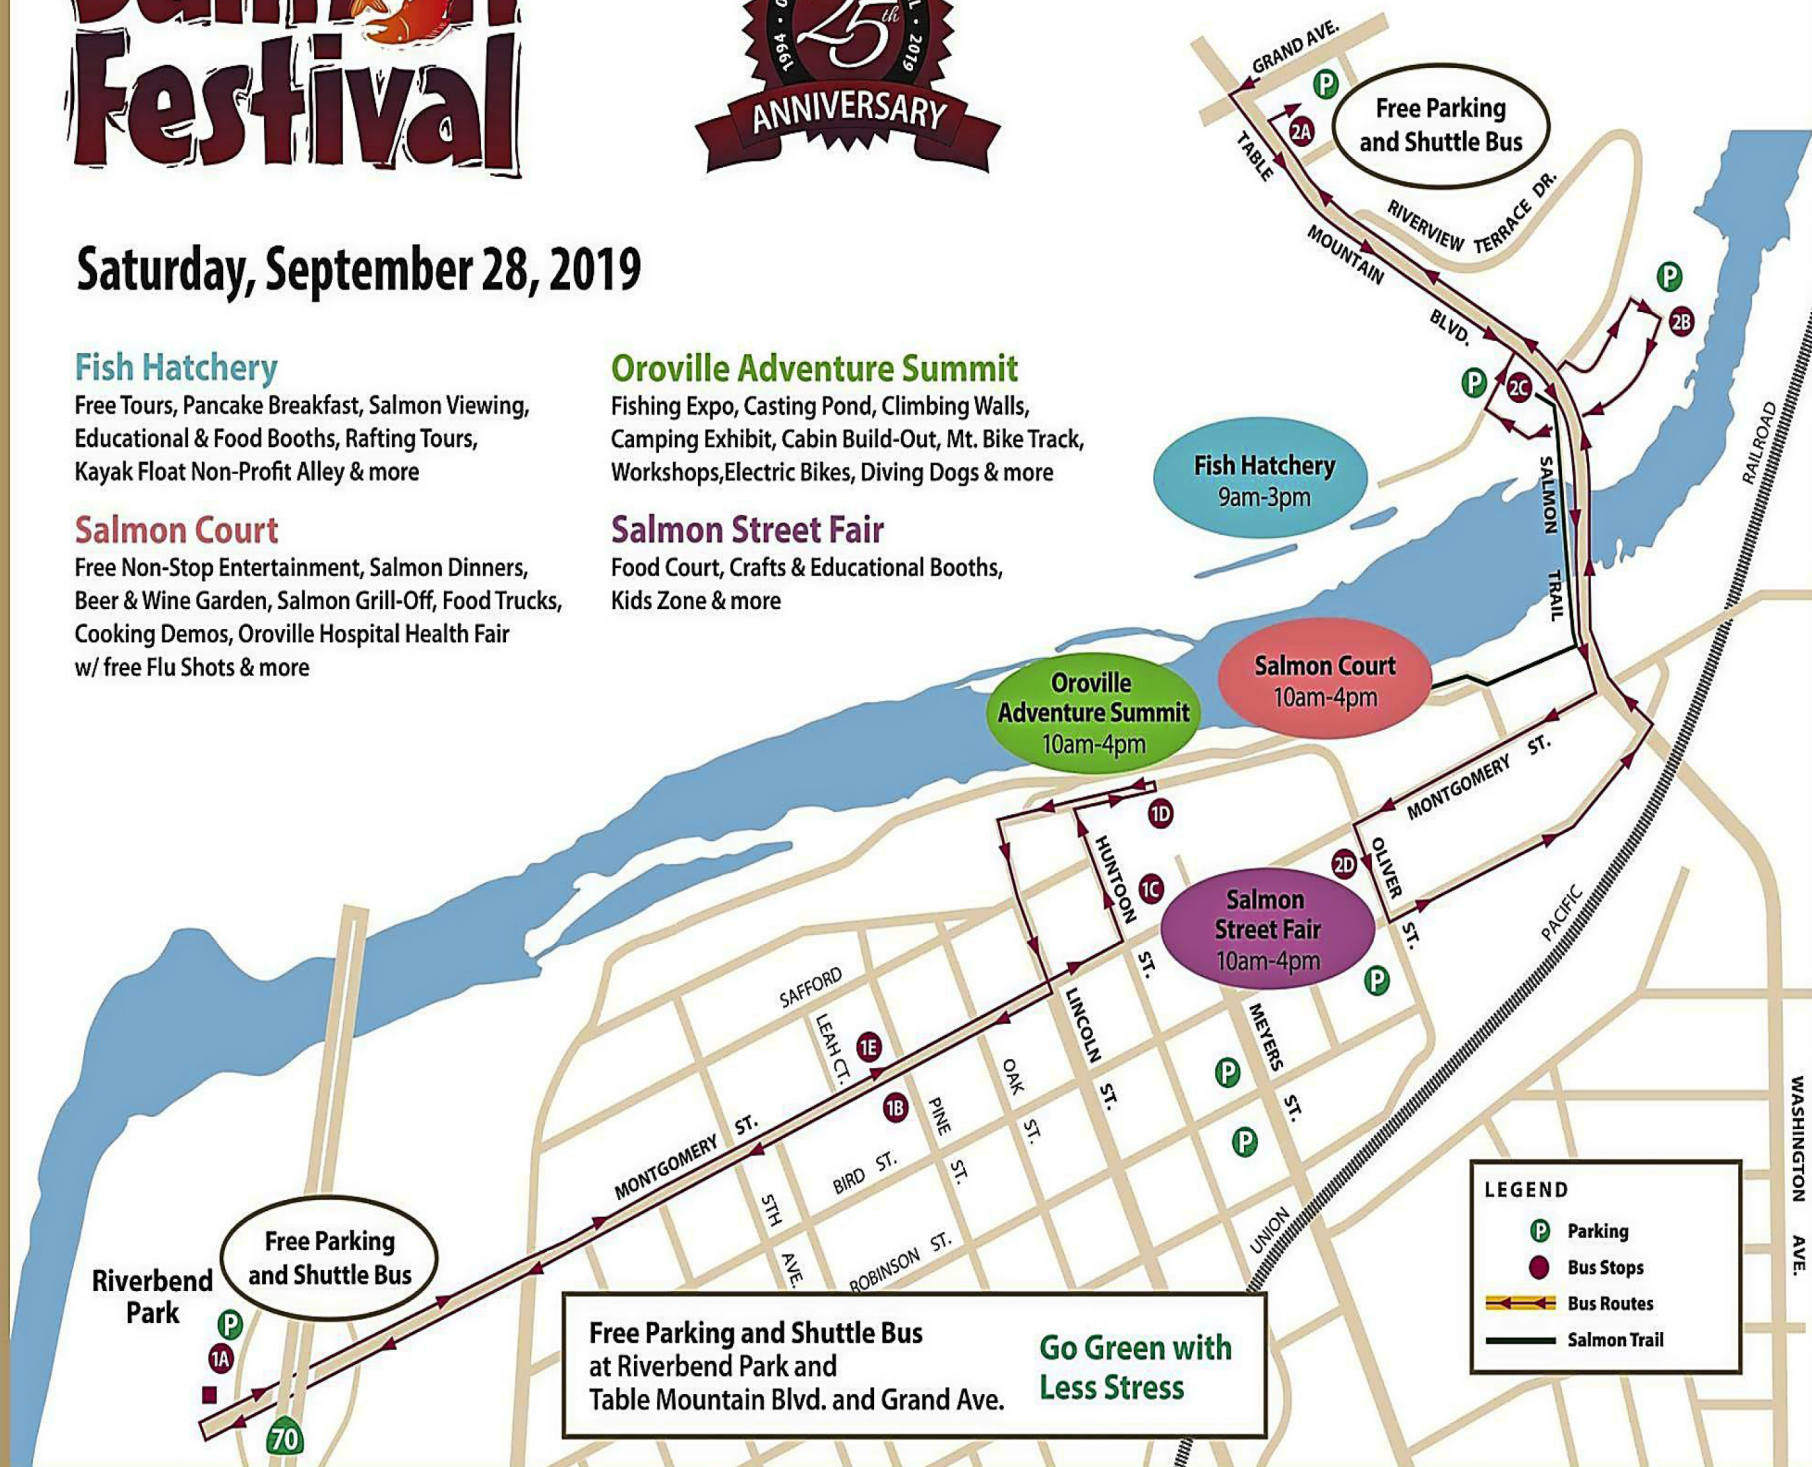 Festival
25th
1994
2019
ANNIVERSARY
Saturday, September 28, 2019
Fish Hatchery
Free Tours, Pancake Breakfast, Salmon Viewing,
Educational & Food Booths, Rafting Tours,
Kayak Float Non-Profit Alley & more
Salmon Court
Free Non-Stop Entertainment, Salmon Dinners,
Beer & Wine Garden, Salmon Grill-Off, Food Trucks,
Cooking Demos, Oroville Hospital Health Fair
w/ free Flu Shots & more
Oroville Adventure Summit
Fishing Expo, Casting Pond, Climbing Walls,
Camping Exhibit, Cabin Build-Out, Mt. Bike Track,
Workshops,Electric Bikes, Diving Dogs & more
Salmon Street Fair
Food Court, Crafts & Educational Booths,
Kids Zone & more
GRAND AVE.
P
2A
Free Parking
and Shuttle Bus
TABLE
MOUNTAIN
BLVD.
RIVERVIEW TERRACE DR.
P
2B
P
2C
Fish Hatchery
9am-3pm
SALMON
TRAIL
RAILROAD
Salmon Court
10am-4pm
Oroville
Adventure Summit
10am-4pm
MONTGOMERY ST.
1D
HUNTOON
ST.
1C
2D
OLIVER
ST.
Salmon
Street Fair
10am-4pm
PACIFIC
P
SAFFORD
LEAH CT.
1E
1B
LINCOLN
ST.
MEYERS
ST.
OAK
ST.
PINE
ST.
P
P
MONTGOMERY ST.
BIRD ST.
5TH
AVE.
ROBINSON ST.
UNION
WASHINGTON
AVE.
Free Parking
and Shuttle Bus
Riverbend
Park
P
1A
70
Free Parking and Shuttle Bus
at Riverbend Park and
Table Mountain Blvd. and Grand Ave.
Go Green with
Less Stress
LEGEND
P Parking
Bus Stops
Bus Routes
Salmon Trail